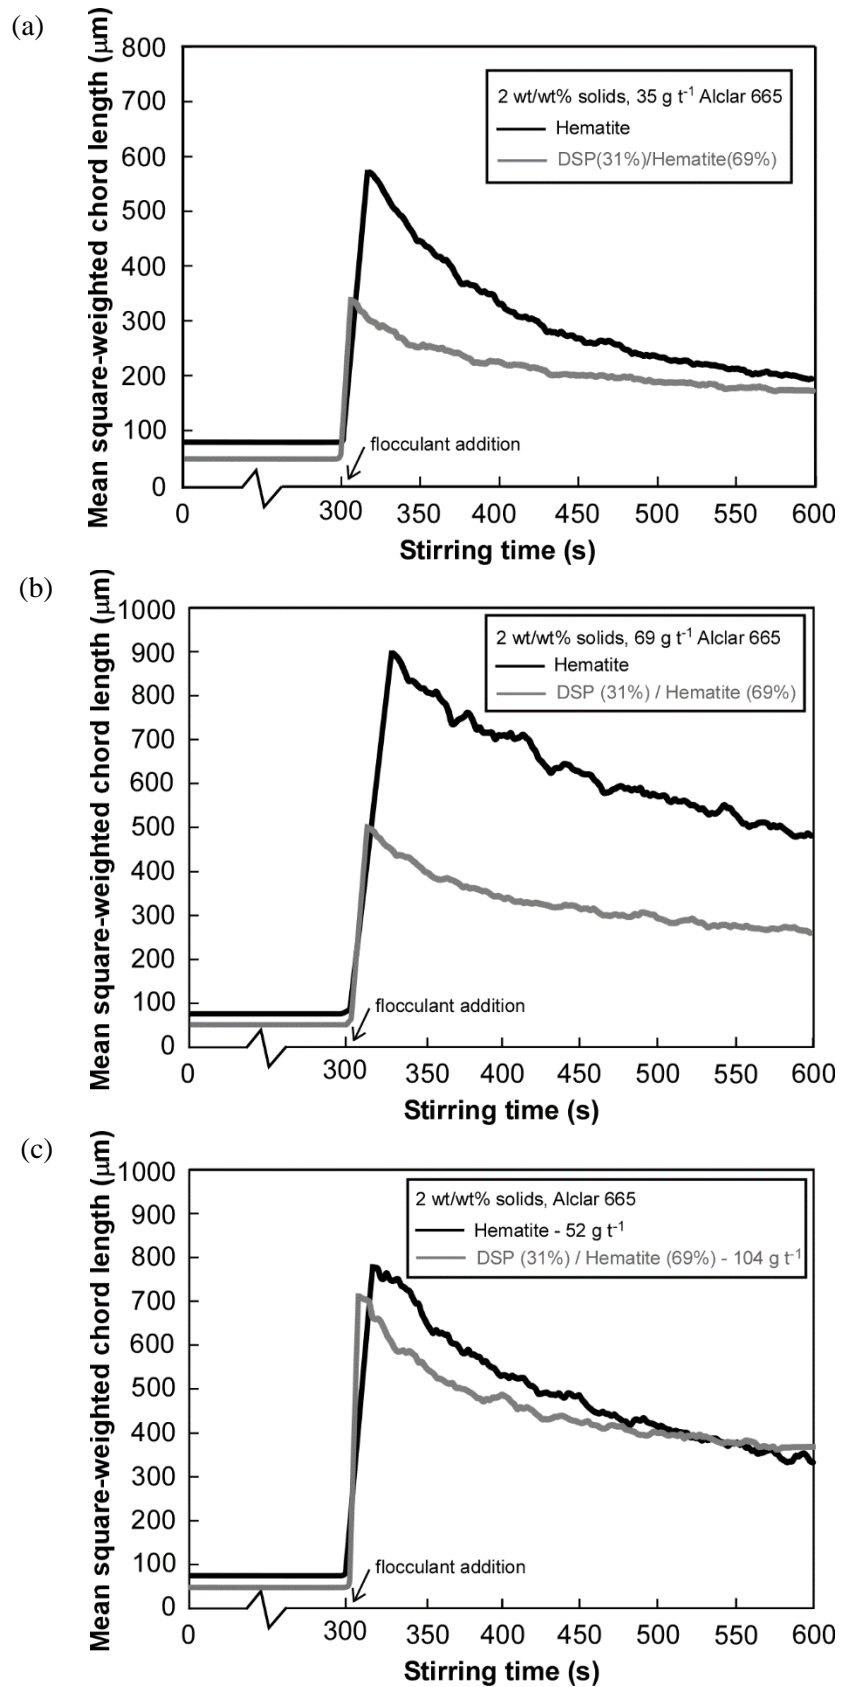 (a)
Mean square-weighted chord length (μm)
800
700
600
500
400
300
200
100
0
2 wt/wt% solids, 35 g t⁻¹ Alclar 665
Hematite
DSP(31%)/Hematite(69%)
flocculant addition
0 300 350 400 450 500 550 600
Stirring time (s)
(b)
Mean square-weighted chord length (μm)
1000
900
800
700
600
500
400
300
200
100
0
2 wt/wt% solids, 69 g t⁻¹ Alclar 665
Hematite
DSP (31%) / Hematite (69%)
flocculant addition
0 300 350 400 450 500 550 600
Stirring time (s)
(c)
Mean square-weighted chord length (μm)
1000
900
800
700
600
500
400
300
200
100
0
2 wt/wt% solids, Alclar 665
Hematite - 52 g t⁻¹
DSP (31%) / Hematite (69%) - 104 g t⁻¹
flocculant addition
0 300 350 400 450 500 550 600
Stirring time (s)